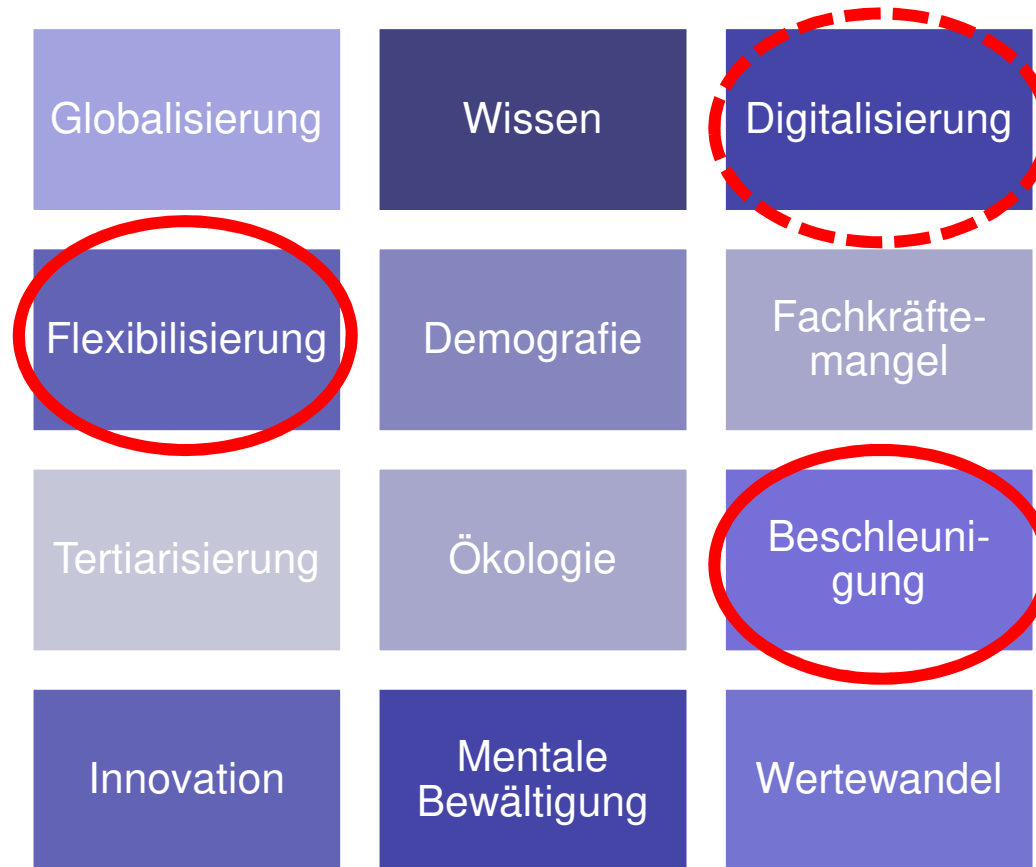 Globalisierung
Wissen
Digitalisierung
Flexibilisierung
Demografie
Fachkräfte-
mangel
Tertiarisierung
Ökologie
Beschleuni-
gung
Innovation
Mentale
Bewältigung
Wertewandel